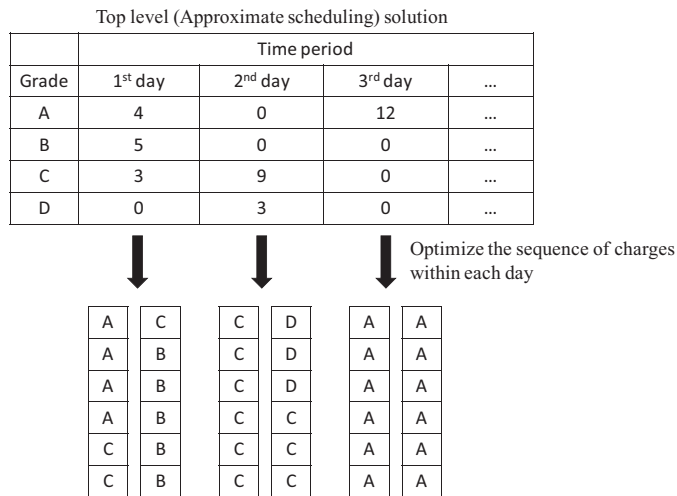 Top level (Approximate scheduling) solution
Time period
Grade 1st day 2nd day 3rd day ...
A 4 0 12 ...
B 5 0 0 ...
C 3 9 0 ...
D 0 3 0 ...
Optimize the sequence of charges
within each day
A C C D A A
A B C D A A
A B C D A A
A B C C A A
C B C C A A
C B C C A A